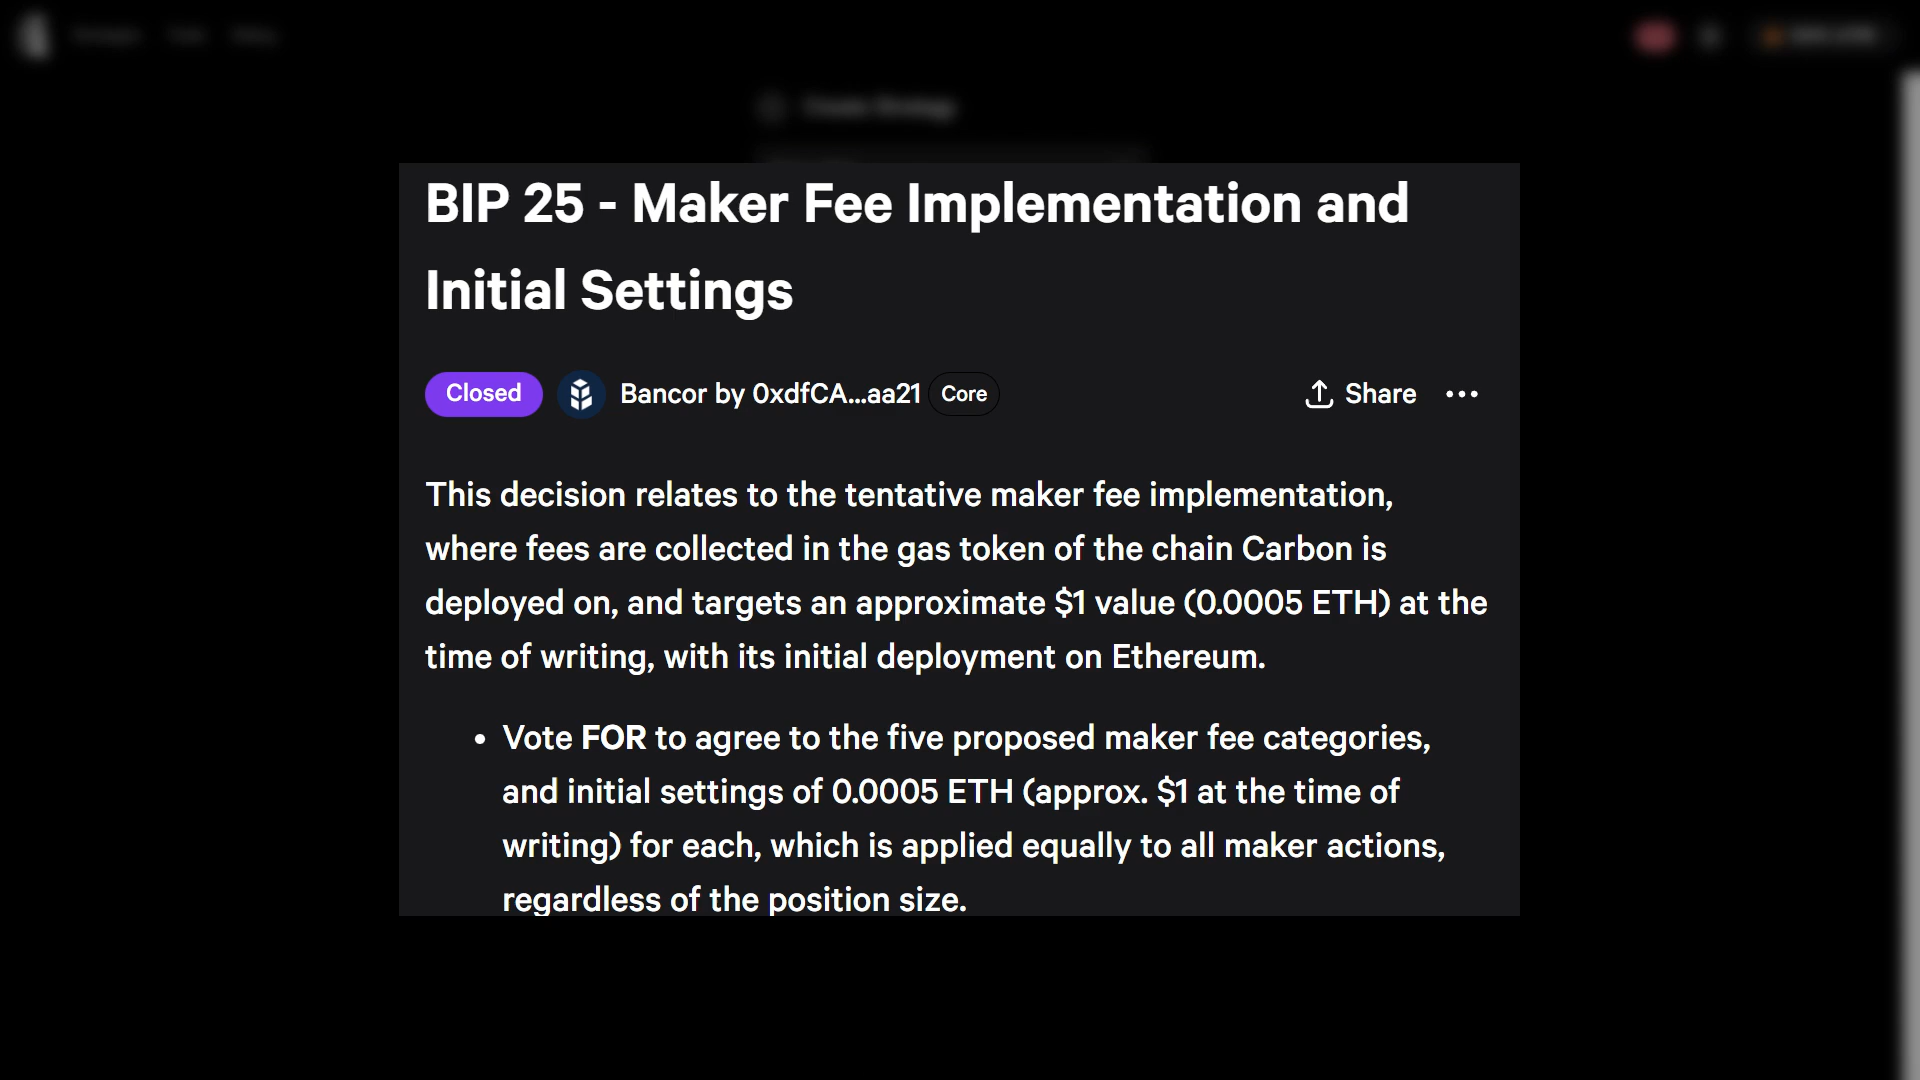 BIP 25 - Maker Fee Implementation and
Initial Settings
Closed Bancor by 0xdfCA...aa21 Core Share
This decision relates to the tentative maker fee implementation,
where fees are collected in the gas token of the chain Carbon is
deployed on, and targets an approximate $1 value (0.0005 ETH) at the
time of writing, with its initial deployment on Ethereum.
• Vote FOR to agree to the five proposed maker fee categories,
and initial settings of 0.0005 ETH (approx. $1 at the time of
writing) for each, which is applied equally to all maker actions,
regardless of the position size.